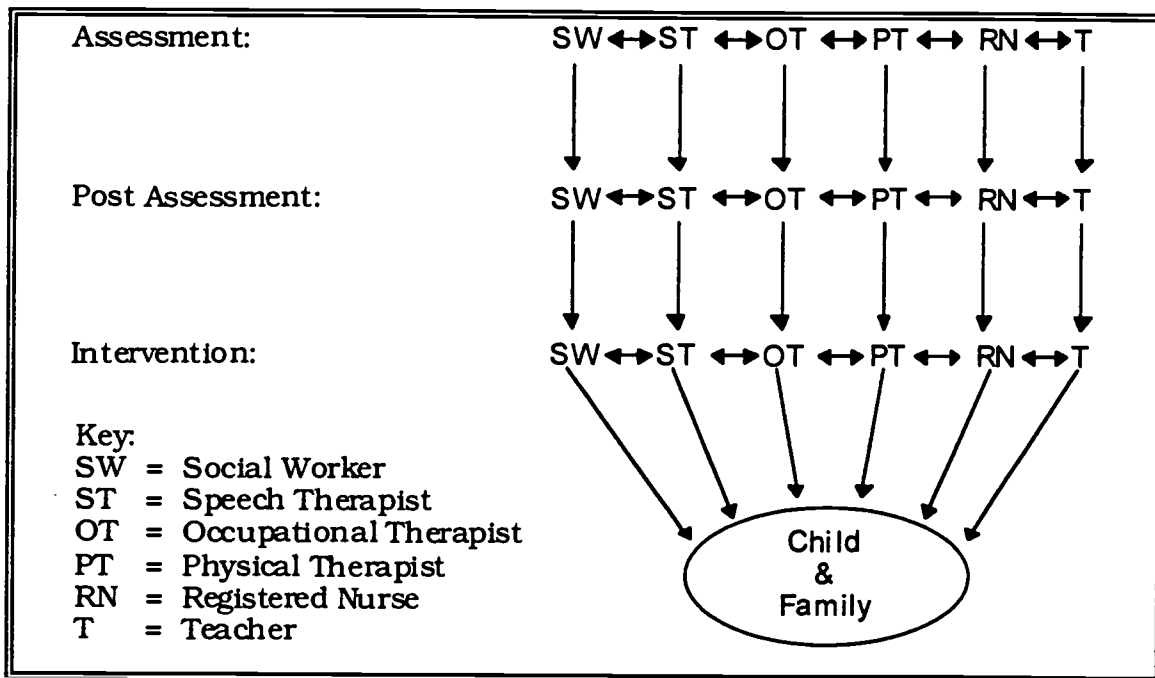 Assessment: SW ST OT PT RN T
Post Assessment: SW ST OT PT RN T
Intervention: SW ST OT PT RN T
Key:
SW = Social Worker
ST = Speech Therapist
OT = Occupational Therapist
PT = Physical Therapist
RN = Registered Nurse
T = Teacher
Child
&
Family